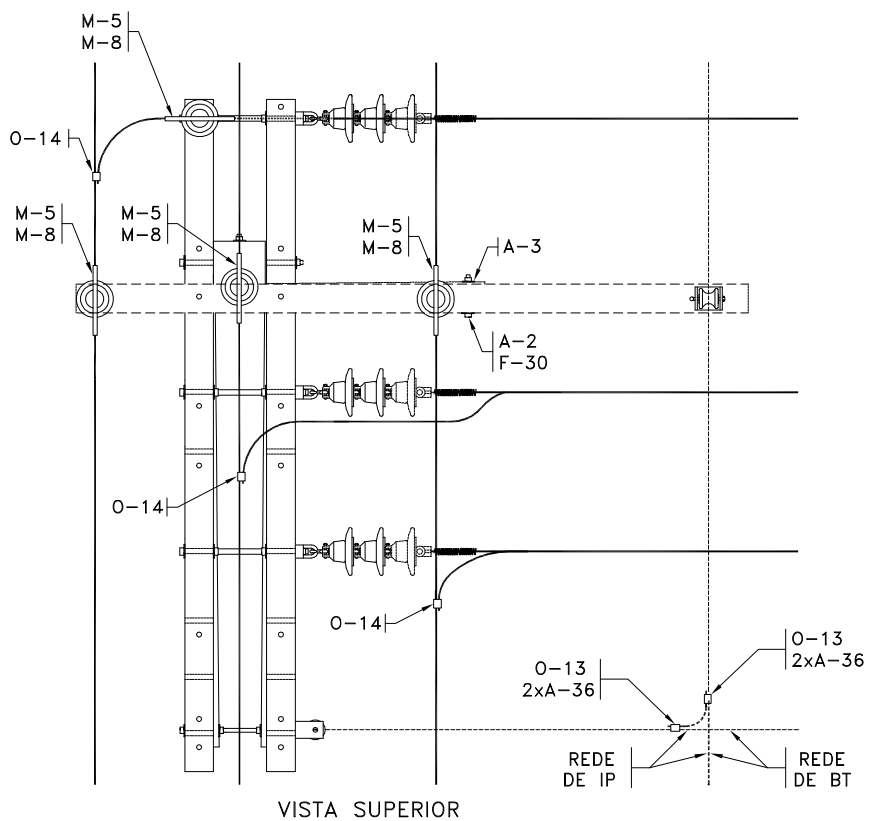 M-5
M-8
O-14
M-5
M-8
M-5
M-8
M-5
M-8
A-3
A-2
F-30
O-14
O-14
O-13
2xA-36
O-13
2xA-36
REDE
DE IP
REDE
DE BT
VISTA SUPERIOR